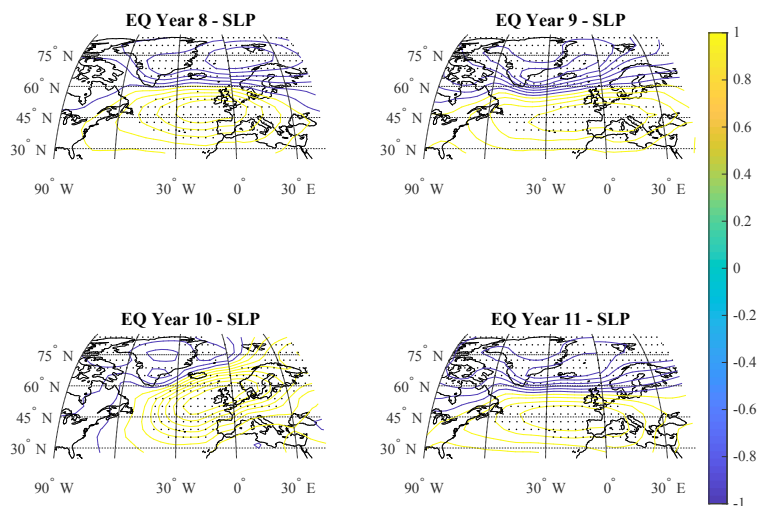 EQ Year 8 - SLP
75° N
60° N
45° N
30° N
90° W
30° W
0° E
30° E
EQ Year 9 - SLP
75° N
60° N
45° N
30° N
90° W
30° W
0° E
30° E
EQ Year 10 - SLP
75° N
60° N
45° N
30° N
90° W
30° W
0° E
30° E
EQ Year 11 - SLP
75° N
60° N
45° N
30° N
90° W
30° W
0° E
30° E
1
0.8
0.6
0.4
0.2
0
-0.2
-0.4
-0.6
-0.8
-1